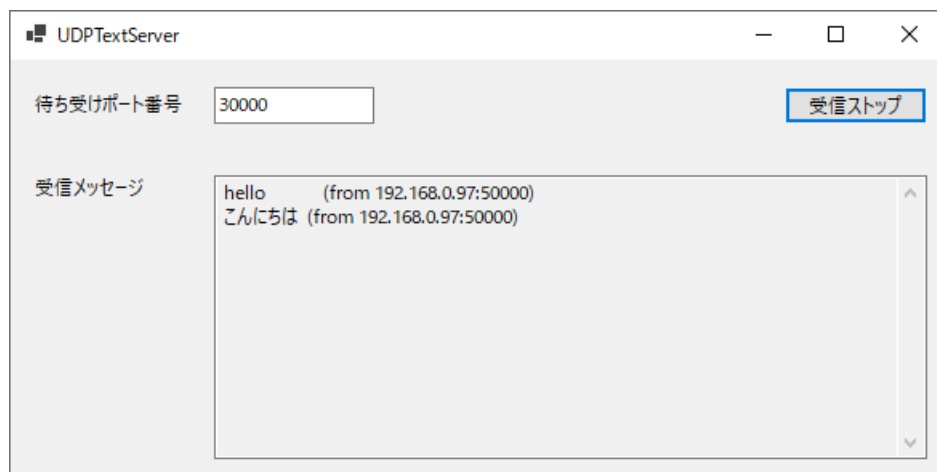 UDPTextServer
待ち受けポート番号 30000 受信ストップ
受信メッセージ
hello (from 192.168.0.97:50000)
こんにちは (from 192.168.0.97:50000)